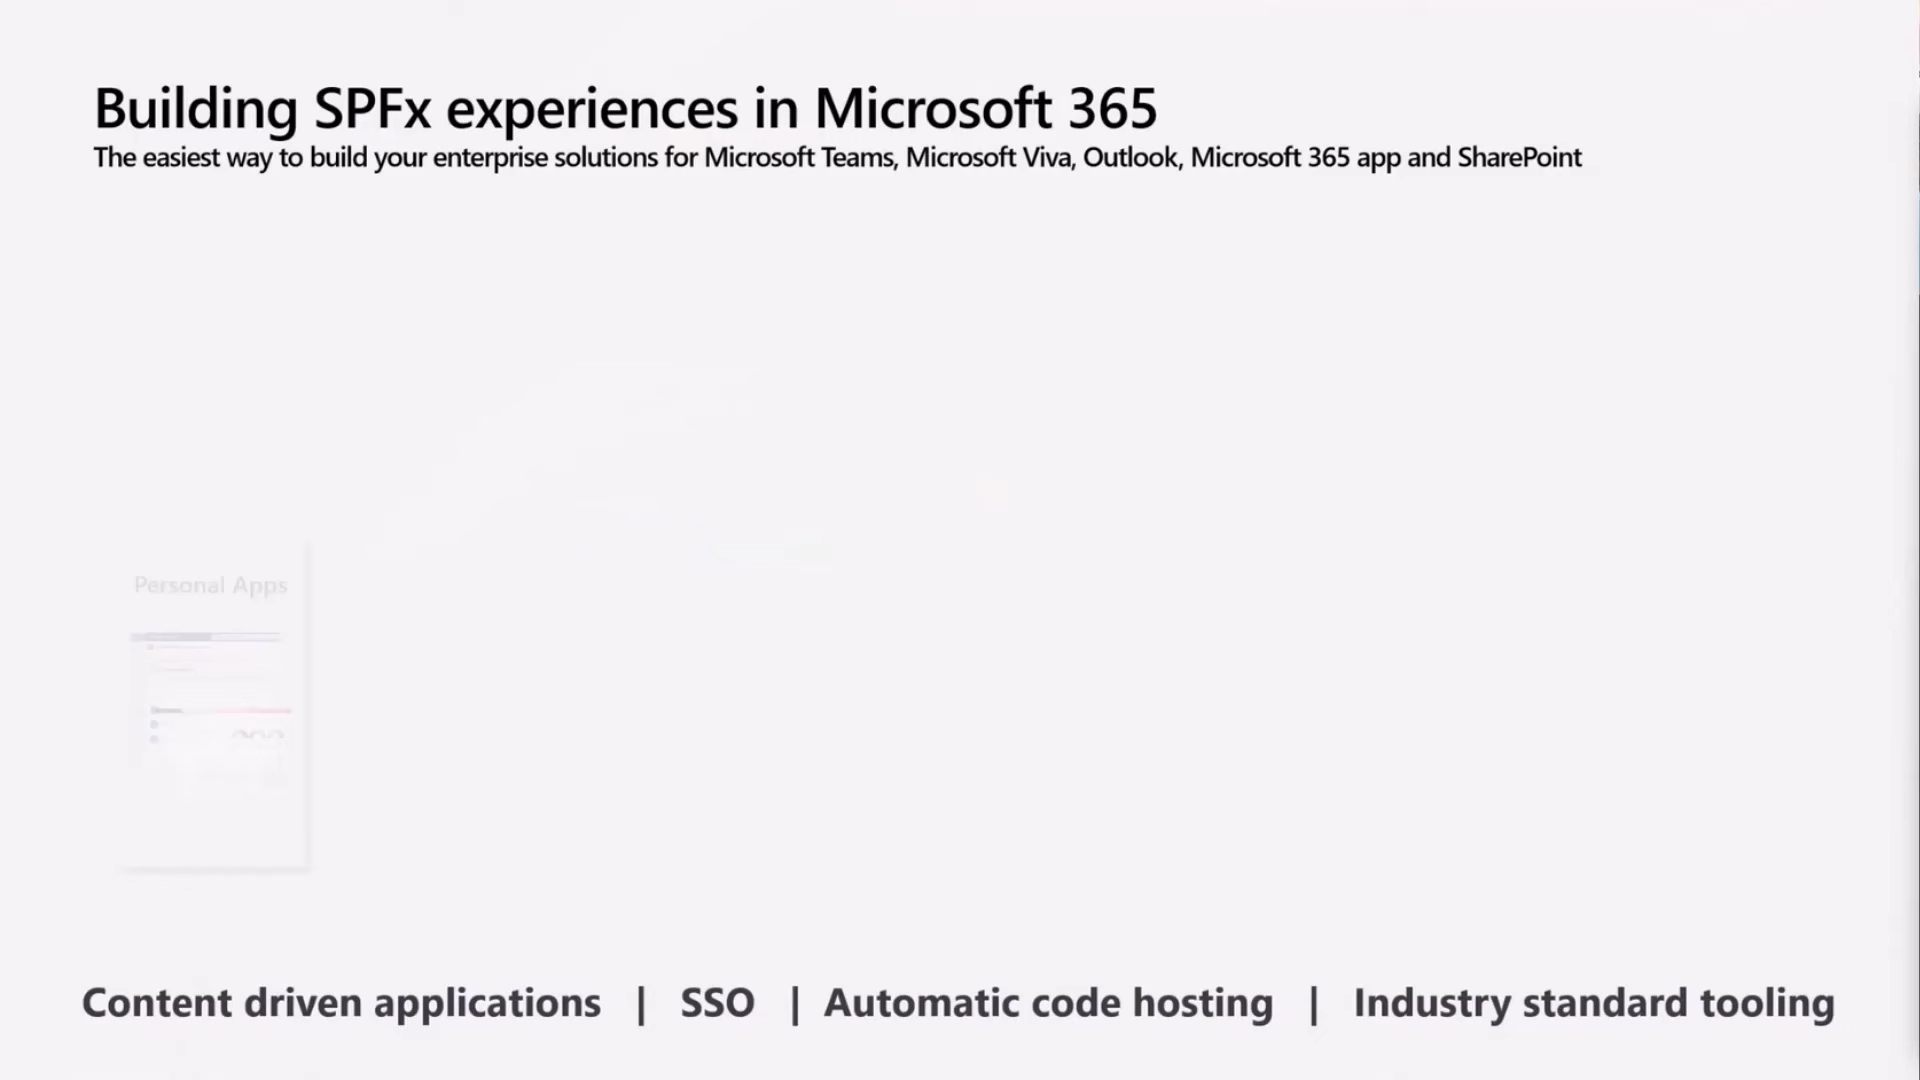 Building SPFx experiences in Microsoft 365
The easiest way to build your enterprise solutions for Microsoft Teams, Microsoft Viva, Outlook, Microsoft 365 app and SharePoint
Personal Apps
Content driven applications | SSO | Automatic code hosting | Industry standard tooling